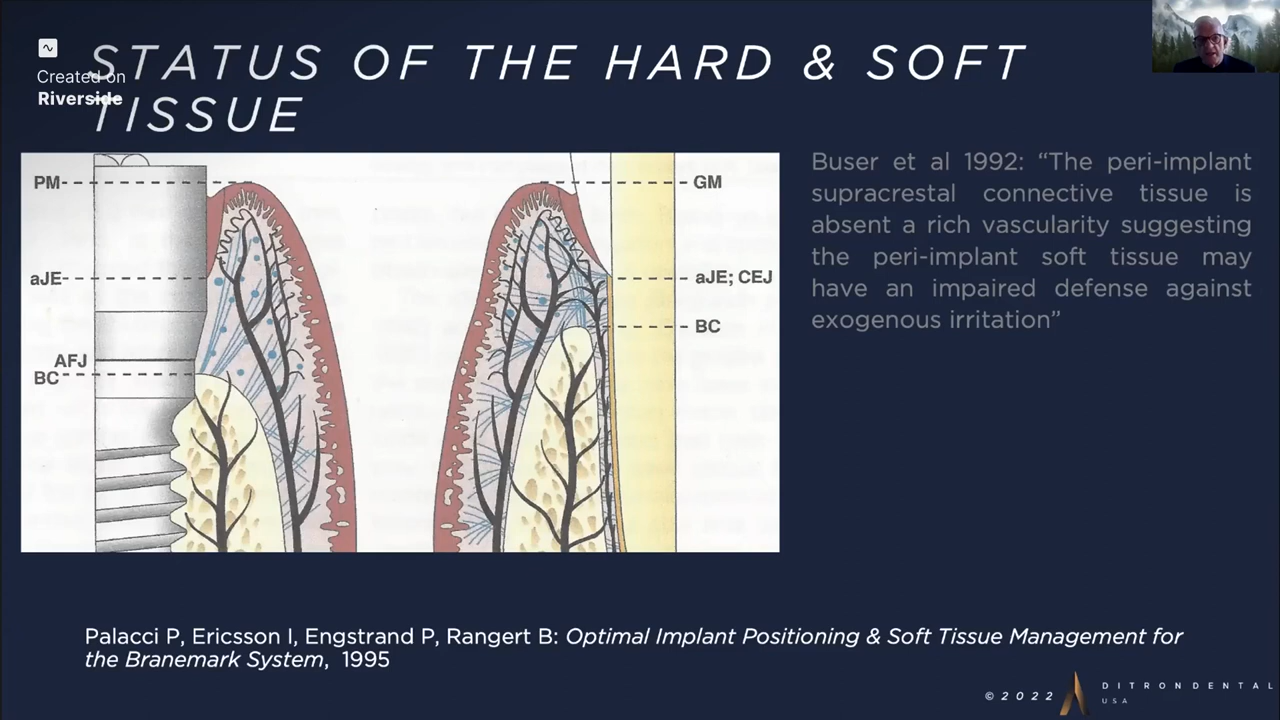 STATUS OF THE HARD & SOFT
TISSUE
Created on
Riverside
PM
aJE
AFJ
BC
GM
aJE; CEJ
BC
Buser et al 1992: “The peri-implant
supracrestal connective tissue is
absent a rich vascularity suggesting
the peri-implant soft tissue may
have an impaired defense against
exogenous irritation”
Palacci P, Ericsson I, Engstrand P, Rangert B: Optimal Implant Positioning & Soft Tissue Management for
the Branemark System, 1995
©2022
DITRONDENTAL
USA